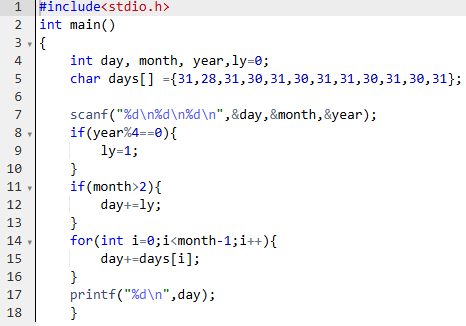 1 #include<stdio.h>
2 int main()
3 {
4 int day, month, year,ly=0;
5 char days[] ={31,28,31,30,31,30,31,31,30,31,30,31};
6
7 scanf("%d\n%d\n%d\n",&day,&month,&year);
8 if(year%4==0){
9 ly=1;
10 }
11 if(month>2){
12 day+=ly;
13 }
14 for(int i=0;i<month-1;i++){
15 day+=days[i];
16 }
17 printf("%d\n",day);
18 }